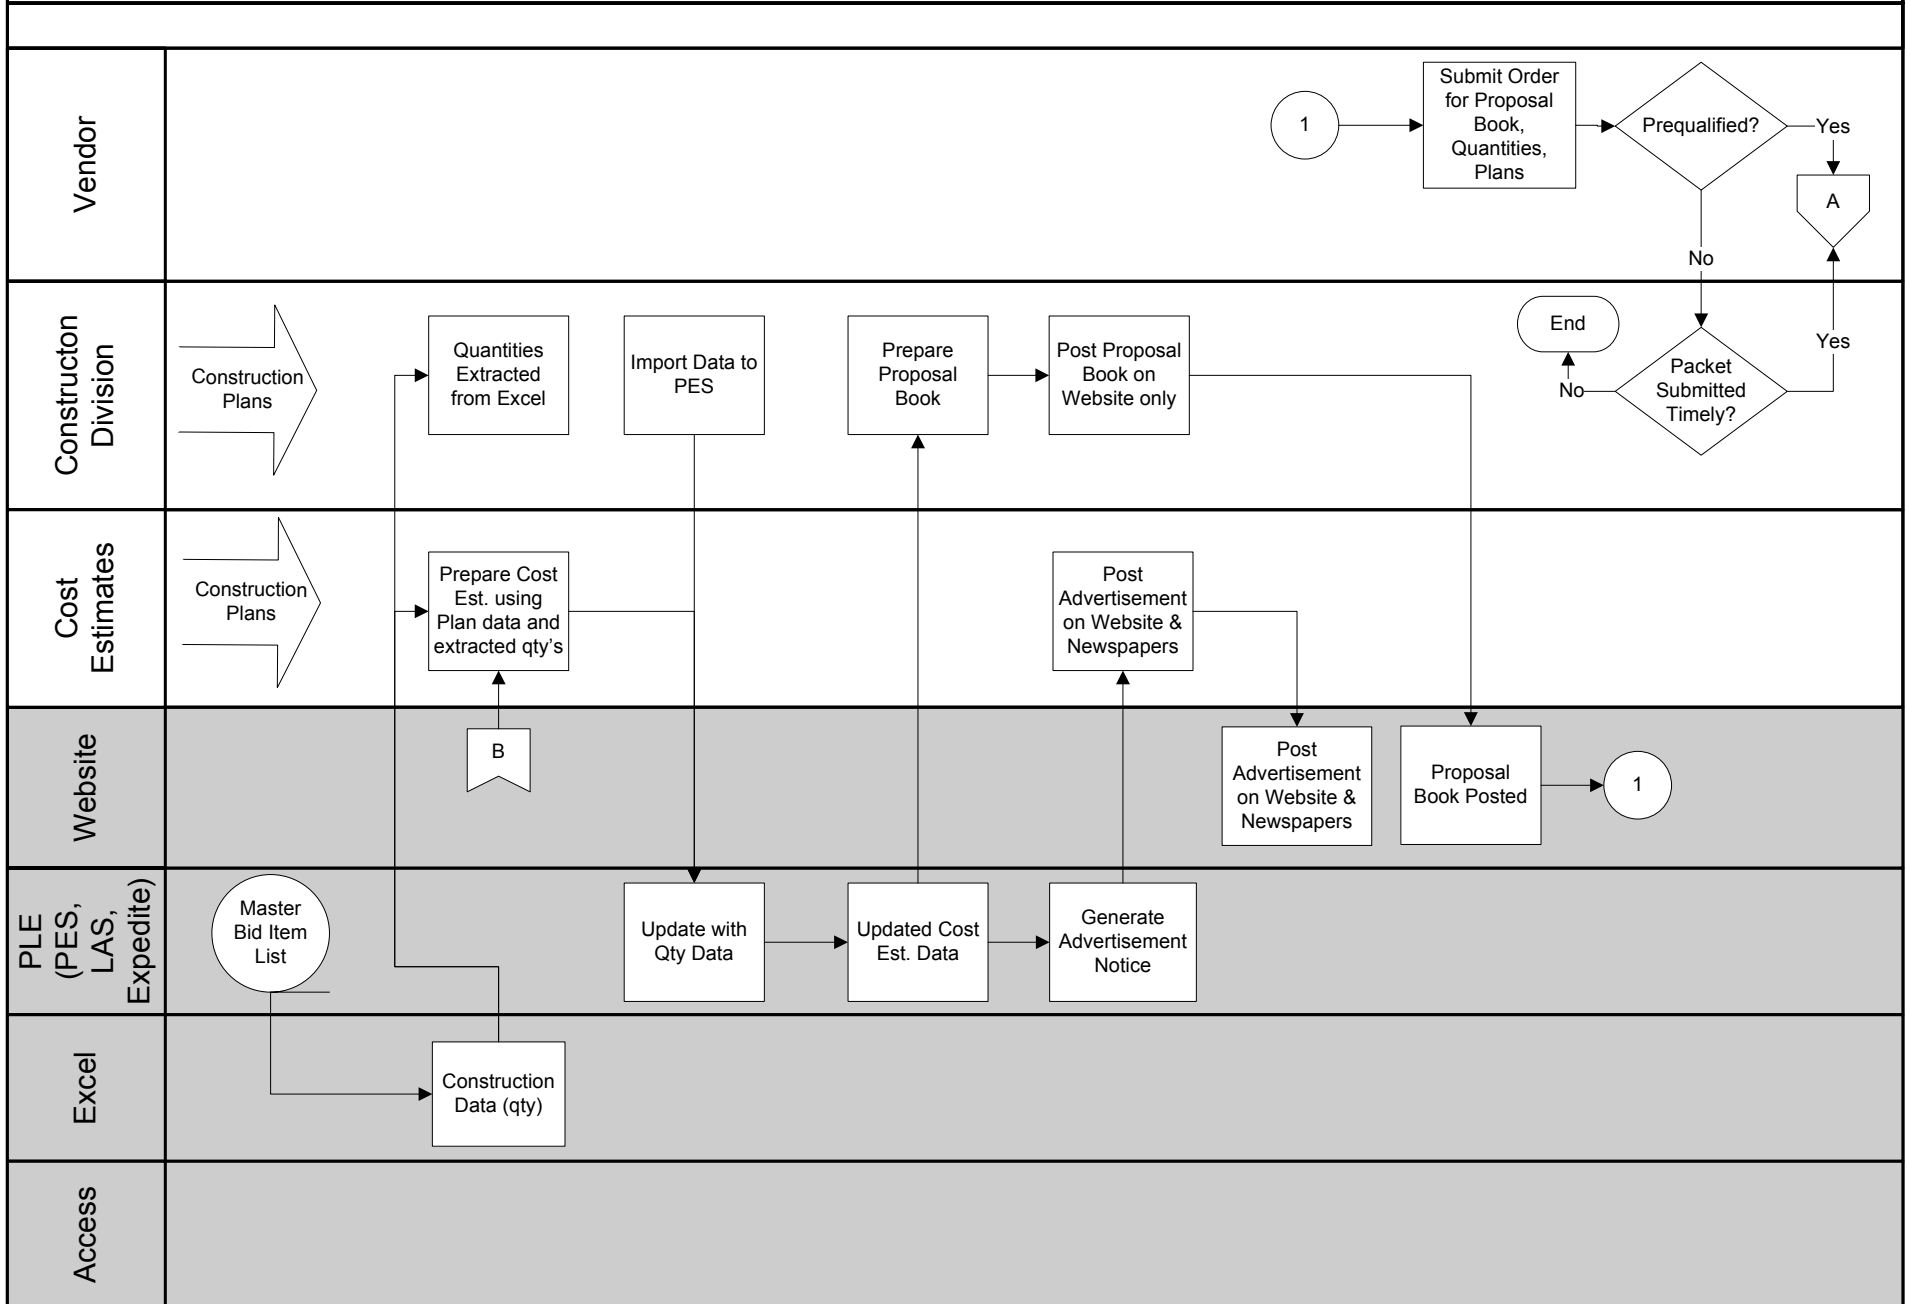 Vendor
1
Submit Order
for Proposal
Book,
Quantities,
Plans
Prequalified?
Yes
A
No
Constructon
Division
Construction
Plans
Quantities
Extracted
from Excel
Import Data to
PES
Prepare
Proposal
Book
Post Proposal
Book on
Website only
End
No
Packet
Submitted
Timely?
Yes
Cost
Estimates
Construction
Plans
Prepare Cost
Est. using
Plan data and
extracted qty's
Post
Advertisement
on Website &
Newspapers
Website
B
Post
Advertisement
on Website &
Newspapers
Proposal
Book Posted
1
PLE
(PES,
LAS,
Expedite)
Master
Bid Item
List
Update with
Qty Data
Updated Cost
Est. Data
Generate
Advertisement
Notice
Excel
Construction
Data (qty)
Access